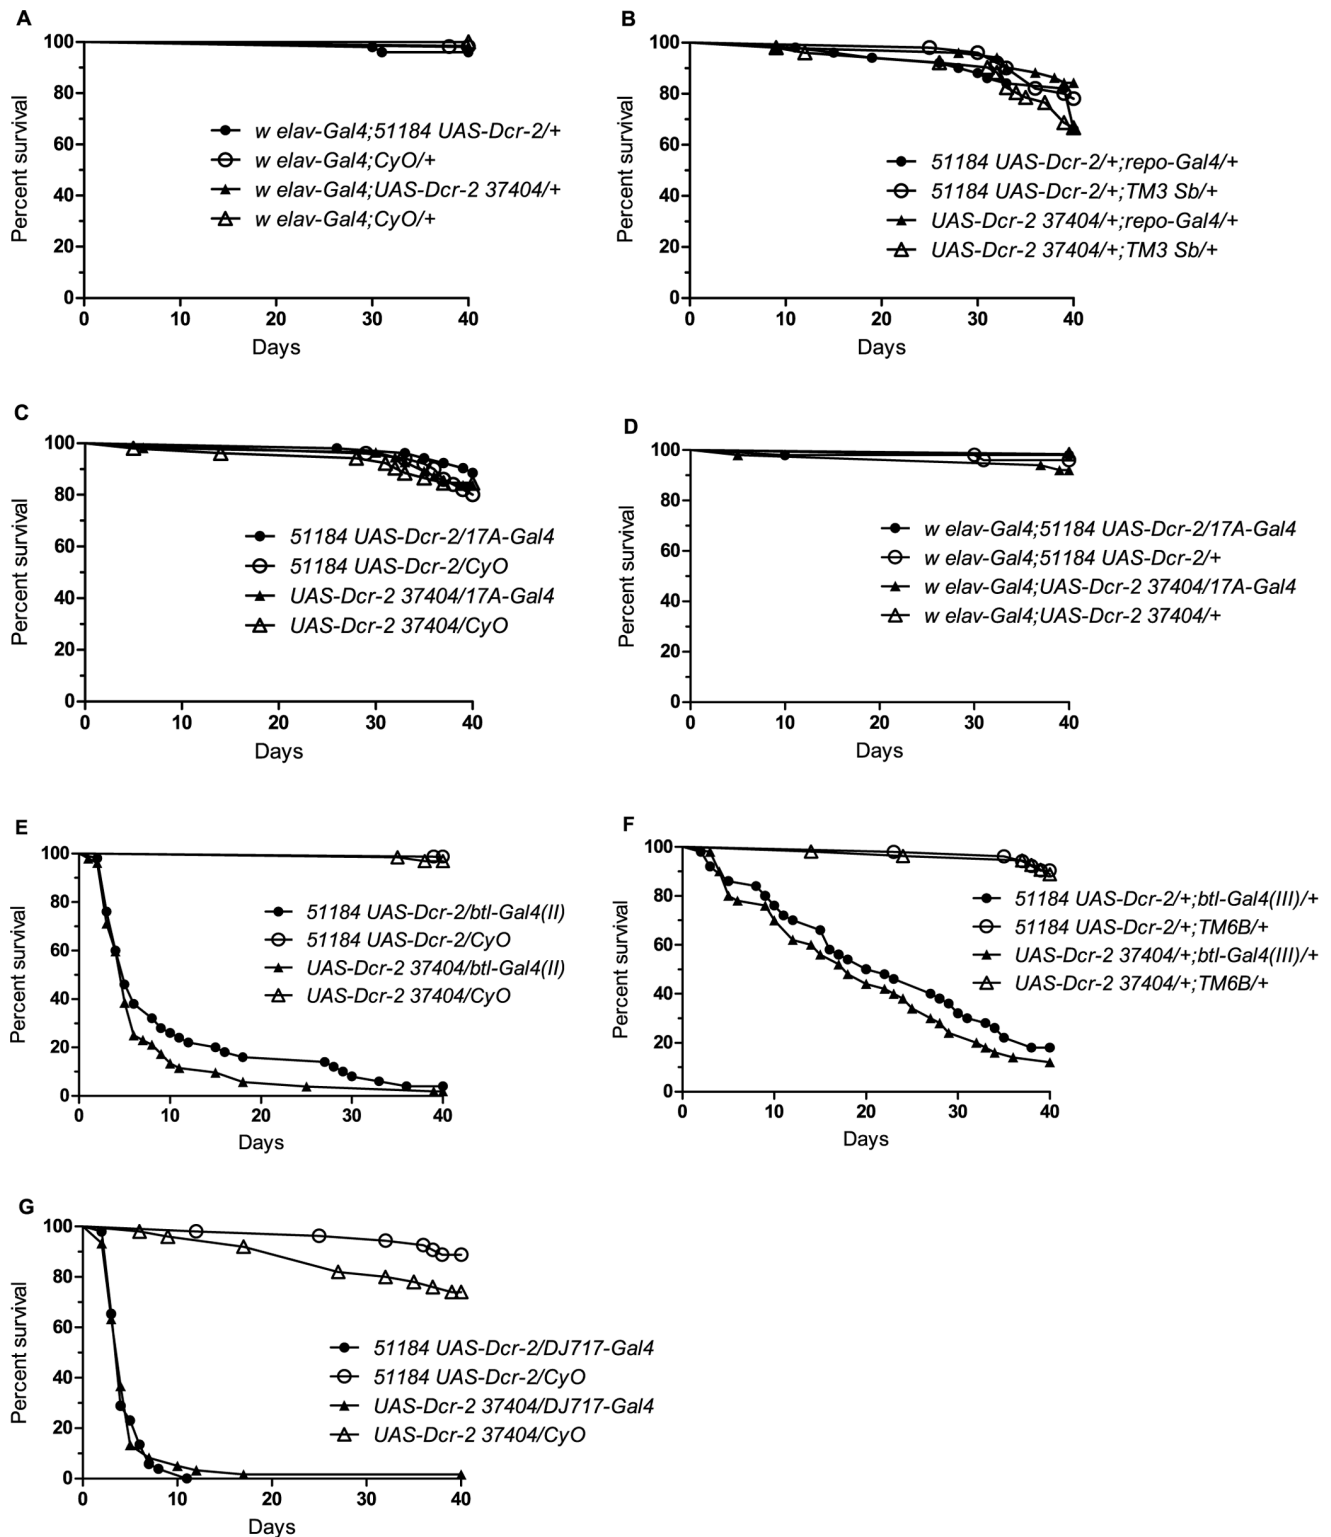 A
Percent survival
100
80
60
40
20
0
0 10 20 30 40
Days
w elav-Gal4;51184 UAS-Dcr-2/+
w elav-Gal4;CyO/+
w elav-Gal4;UAS-Dcr-2 37404/+
w elav-Gal4;CyO/+
B
Percent survival
100
80
60
40
20
0
0 10 20 30 40
Days
51184 UAS-Dcr-2/+;repo-Gal4/+
51184 UAS-Dcr-2/+;TM3 Sb/+
UAS-Dcr-2 37404/+;repo-Gal4/+
UAS-Dcr-2 37404/+;TM3 Sb/+
C
Percent survival
100
80
60
40
20
0
0 10 20 30 40
Days
51184 UAS-Dcr-2/17A-Gal4
51184 UAS-Dcr-2/CyO
UAS-Dcr-2 37404/17A-Gal4
UAS-Dcr-2 37404/CyO
D
Percent survival
100
80
60
40
20
0
0 10 20 30 40
Days
w elav-Gal4;51184 UAS-Dcr-2/17A-Gal4
w elav-Gal4;51184 UAS-Dcr-2/+
w elav-Gal4;UAS-Dcr-2 37404/17A-Gal4
w elav-Gal4;UAS-Dcr-2 37404/+
E
Percent survival
100
80
60
40
20
0
0 10 20 30 40
Days
51184 UAS-Dcr-2/btl-Gal4(II)
51184 UAS-Dcr-2/CyO
UAS-Dcr-2 37404/btl-Gal4(II)
UAS-Dcr-2 37404/CyO
F
Percent survival
100
80
60
40
20
0
0 10 20 30 40
Days
51184 UAS-Dcr-2/+;btl-Gal4(III)/+
51184 UAS-Dcr-2/+;TM6B/+
UAS-Dcr-2 37404/+;btl-Gal4(III)/+
UAS-Dcr-2 37404/+;TM6B/+
G
Percent survival
100
80
60
40
20
0
0 10 20 30 40
Days
51184 UAS-Dcr-2/DJ717-Gal4
51184 UAS-Dcr-2/CyO
UAS-Dcr-2 37404/DJ717-Gal4
UAS-Dcr-2 37404/CyO